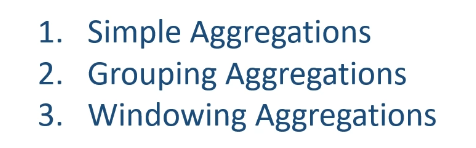 1. Simple Aggregations
2. Grouping Aggregations
3. Windowing Aggregations